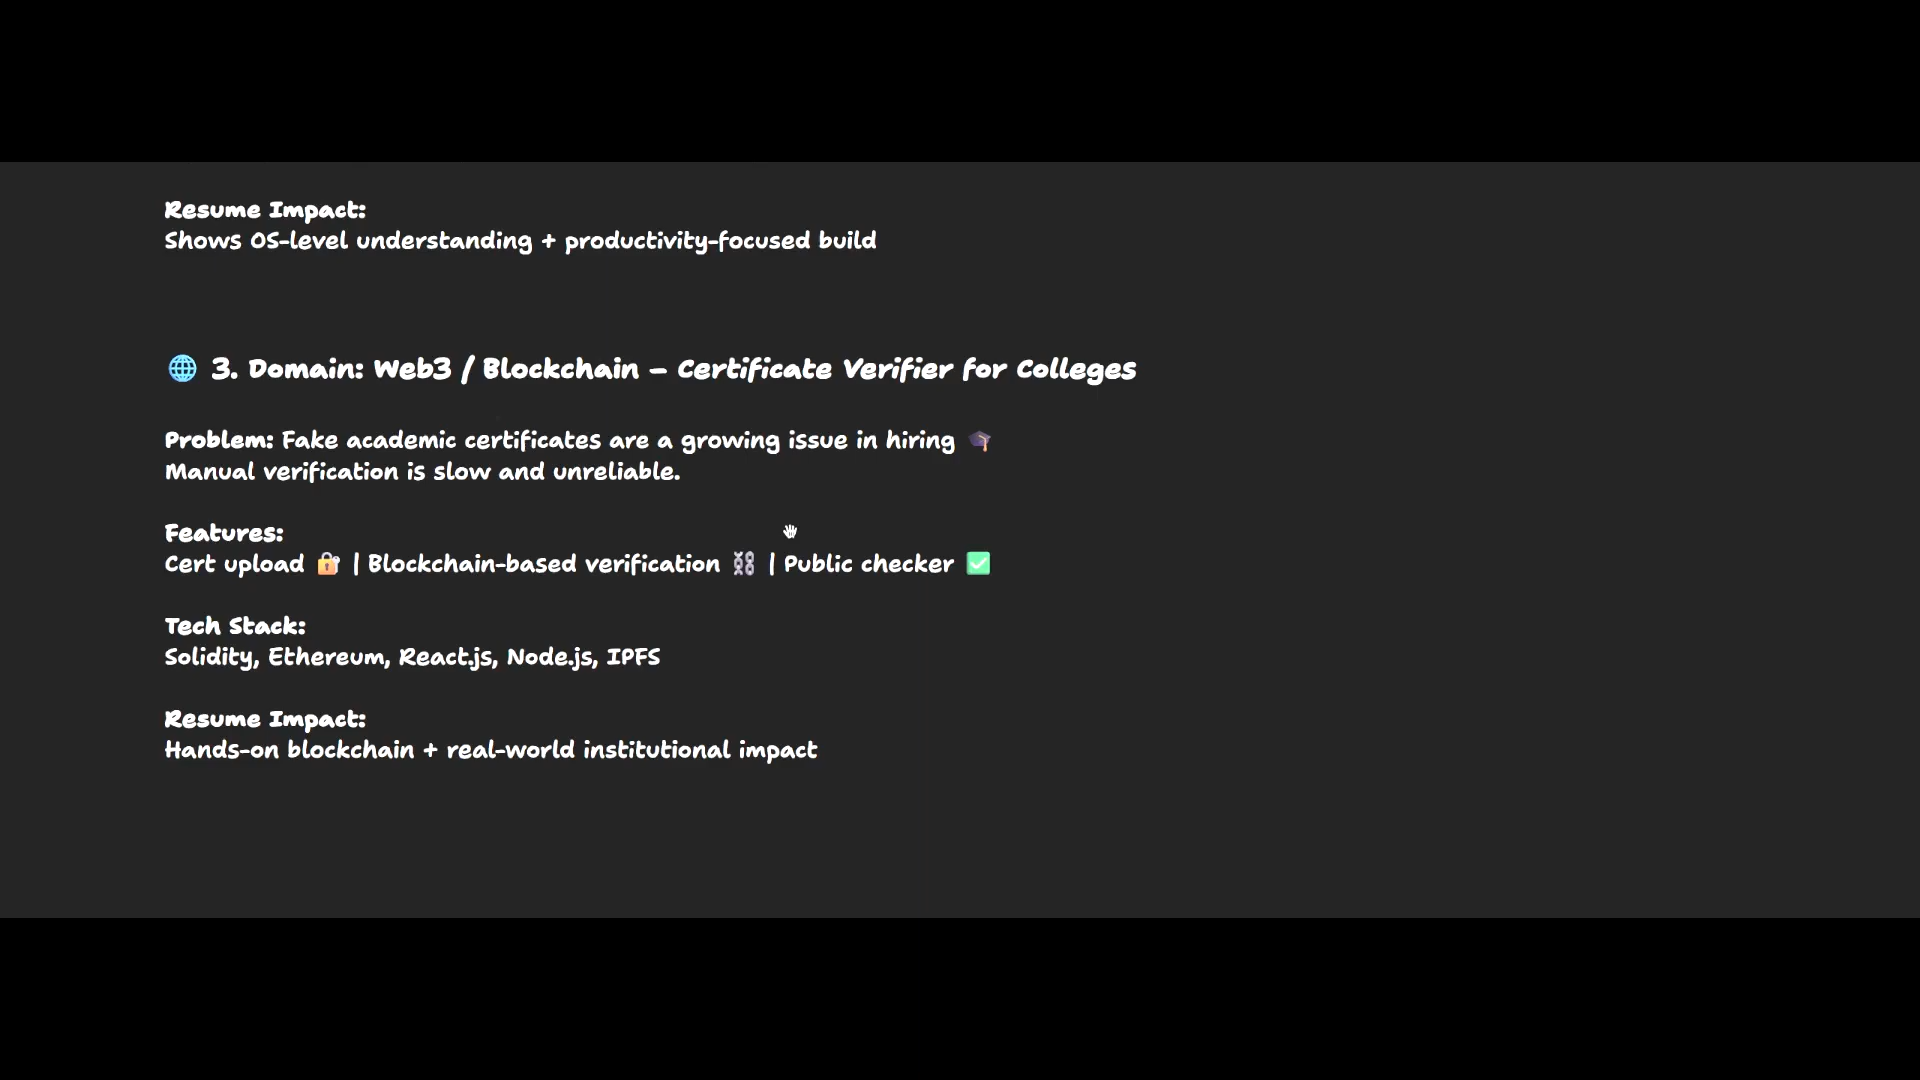 Resume Impact:
Shows OS-level understanding + productivity-focused build
🌐 3. Domain: Web3 / Blockchain – Certificate Verifier for Colleges
Problem: Fake academic certificates are a growing issue in hiring 🎓
Manual verification is slow and unreliable.
Features:
Cert upload 🔐 | Blockchain-based verification ⛓️ | Public checker ✅
Tech Stack:
Solidity, Ethereum, React.js, Node.js, IPFS
Resume Impact:
Hands-on blockchain + real-world institutional impact